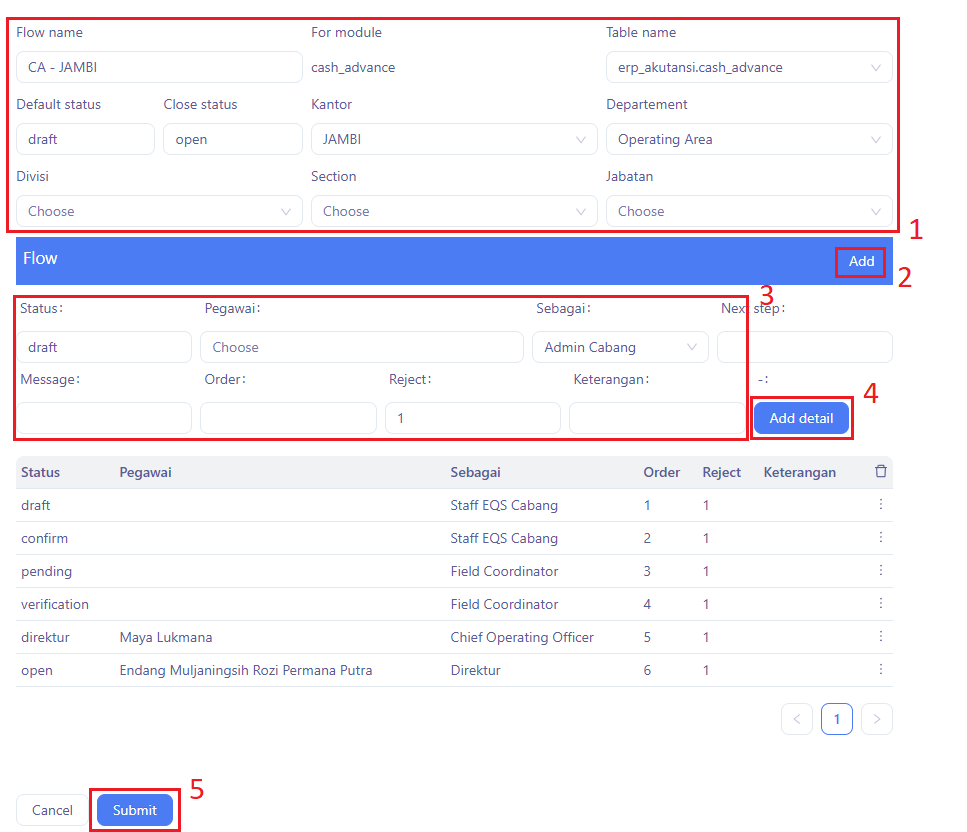 Flow name For module Table name
CA - JAMBI cash_advance erp_akutansi.cash_advance
Default status Close status Kantor Departement
draft open JAMBI Operating Area
Divisi Section Jabatan
Choose Choose Choose
1
Flow Add
2
3
Status: Pegawai: Sebagai: Next step:
draft Choose Admin Cabang
Message: Order: Reject: Keterangan: -:
4
1 Add detail
Status Pegawai Sebagai Order Reject Keterangan
draft Staff EQS Cabang 1 1
confirm Staff EQS Cabang 2 1
pending Field Coordinator 3 1
verification Field Coordinator 4 1
direktur Maya Lukmana Chief Operating Officer 5 1
open Endang Muljaningsih Rozi Permana Putra Direktur 6 1
< 1 >
5
Cancel Submit